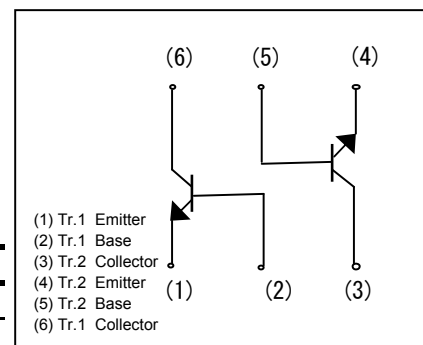 (6) (5) (4)
(1) Tr.1 Emitter
(2) Tr.1 Base
(3) Tr.2 Collector
(4) Tr.2 Emitter
(5) Tr.2 Base
(6) Tr.1 Collector
(1) (2) (3)